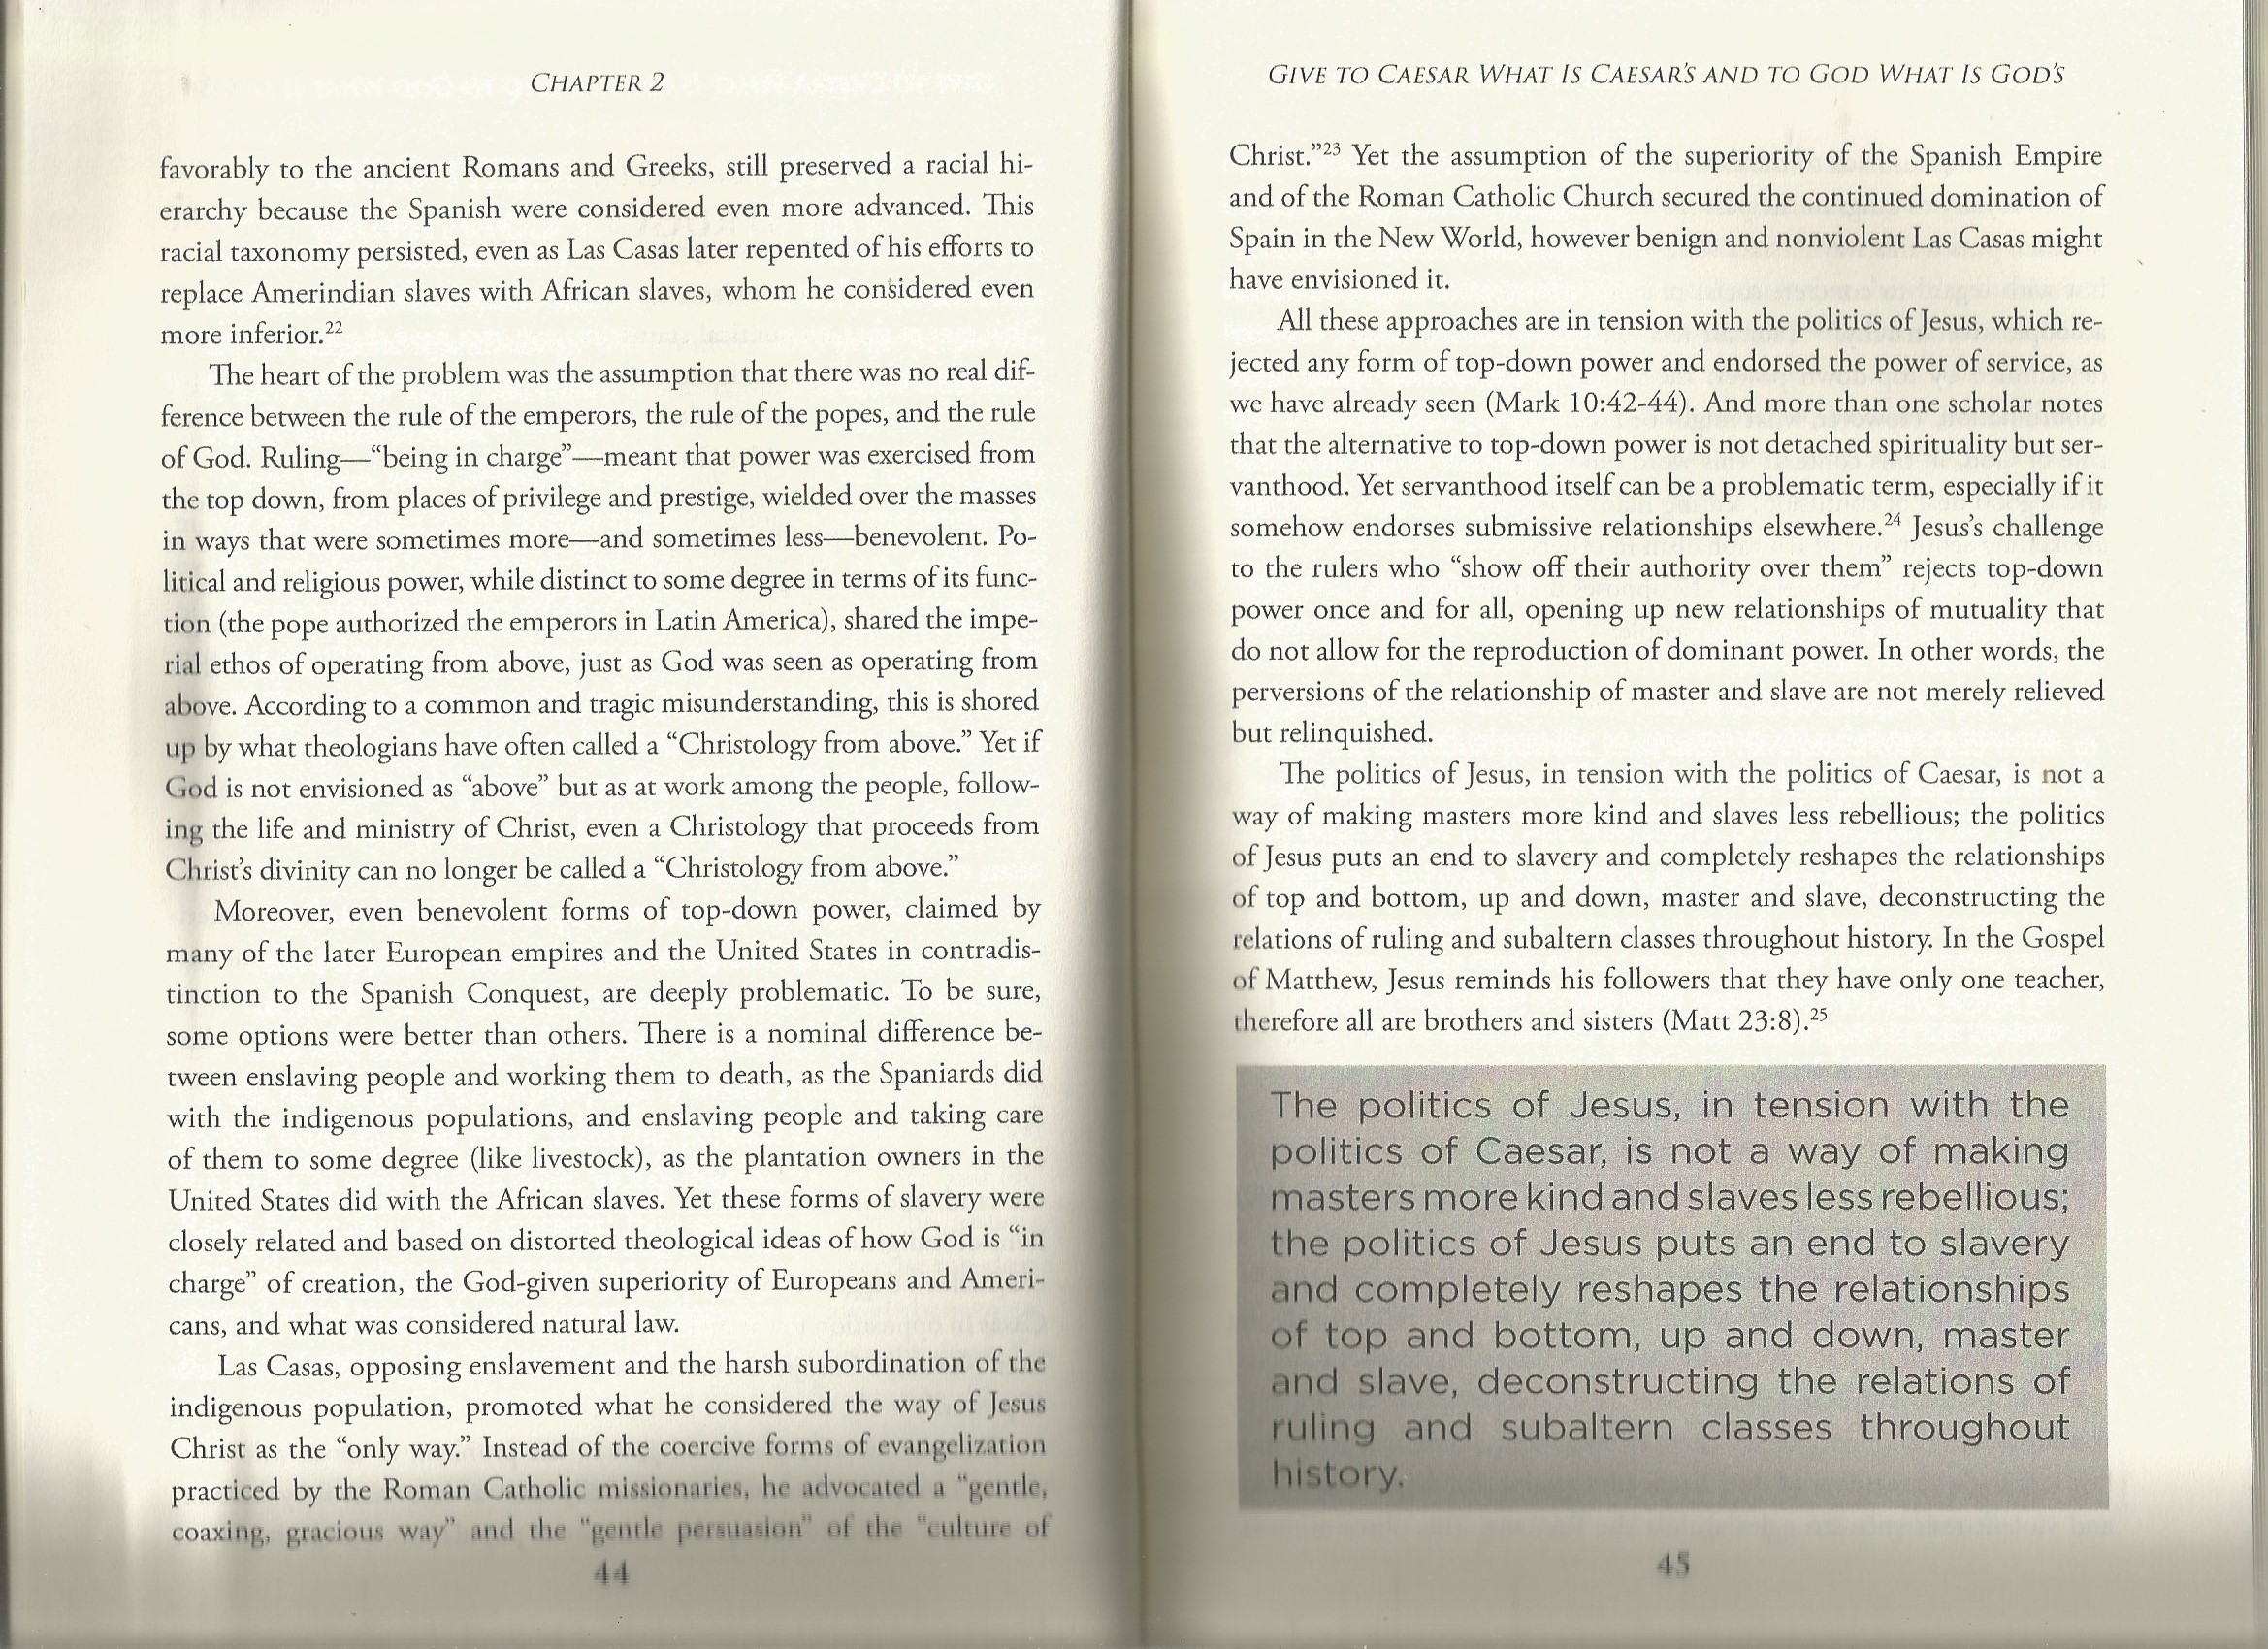 CHAPTER 2
favorably to the ancient Romans and Greeks, still preserved a racial hi-
erarchy because the Spanish were considered even more advanced. This
racial taxonomy persisted, even as Las Casas later repented of his efforts to
replace Amerindian slaves with African slaves, whom he considered even
more inferior.22
The heart of the problem was the assumption that there was no real dif-
ference between the rule of the emperors, the rule of the popes, and the rule
of God. Ruling—“being in charge”—meant that power was exercised from
the top down, from places of privilege and prestige, wielded over the masses
in ways that were sometimes more—and sometimes less—benevolent. Po-
litical and religious power, while distinct to some degree in terms of its func-
tion (the pope authorized the emperors in Latin America), shared the impe-
rial ethos of operating from above, just as God was seen as operating from
above. According to a common and tragic misunderstanding, this is shored
up by what theologians have often called a “Christology from above.” Yet if
God is not envisioned as “above” but as at work among the people, follow-
ing the life and ministry of Christ, even a Christology that proceeds from
Christ’s divinity can no longer be called a “Christology from above.”
Moreover, even benevolent forms of top-down power, claimed by
many of the later European empires and the United States in contradis-
tinction to the Spanish Conquest, are deeply problematic. To be sure,
some options were better than others. There is a nominal difference be-
tween enslaving people and working them to death, as the Spaniards did
with the indigenous populations, and enslaving people and taking care
of them to some degree (like livestock), as the plantation owners in the
United States did with the African slaves. Yet these forms of slavery were
closely related and based on distorted theological ideas of how God is “in
charge” of creation, the God-given superiority of Europeans and Ameri-
cans, and what was considered natural law.
Las Casas, opposing enslavement and the harsh subordination of the
indigenous population, promoted what he considered the way of Jesus
Christ as the “only way.” Instead of the coercive forms of evangelization
practiced by the Roman Catholic missionaries, he advocated a “gentle,
coaxing, gracious way” and the “gentle persuasion” of the “culture of
44
GIVE TO CAESAR WHAT IS CAESAR’S AND TO GOD WHAT IS GOD’S
Christ.”23 Yet the assumption of the superiority of the Spanish Empire
and of the Roman Catholic Church secured the continued domination of
Spain in the New World, however benign and nonviolent Las Casas might
have envisioned it.
All these approaches are in tension with the politics of Jesus, which re-
jected any form of top-down power and endorsed the power of service, as
we have already seen (Mark 10:42-44). And more than one scholar notes
that the alternative to top-down power is not detached spirituality but ser-
vanthood. Yet servanthood itself can be a problematic term, especially if it
somehow endorses submissive relationships elsewhere.24 Jesus’s challenge
to the rulers who “show off their authority over them” rejects top-down
power once and for all, opening up new relationships of mutuality that
do not allow for the reproduction of dominant power. In other words, the
perversions of the relationship of master and slave are not merely relieved
but relinquished.
The politics of Jesus, in tension with the politics of Caesar, is not a
way of making masters more kind and slaves less rebellious; the politics
of Jesus puts an end to slavery and completely reshapes the relationships
of top and bottom, up and down, master and slave, deconstructing the
relations of ruling and subaltern classes throughout history. In the Gospel
of Matthew, Jesus reminds his followers that they have only one teacher,
therefore all are brothers and sisters (Matt 23:8).25
The politics of Jesus, in tension with the
politics of Caesar, is not a way of making
masters more kind and slaves less rebellious;
the politics of Jesus puts an end to slavery
and completely reshapes the relationships
of top and bottom, up and down, master
and slave, deconstructing the relations of
ruling and subaltern classes throughout
history.
45